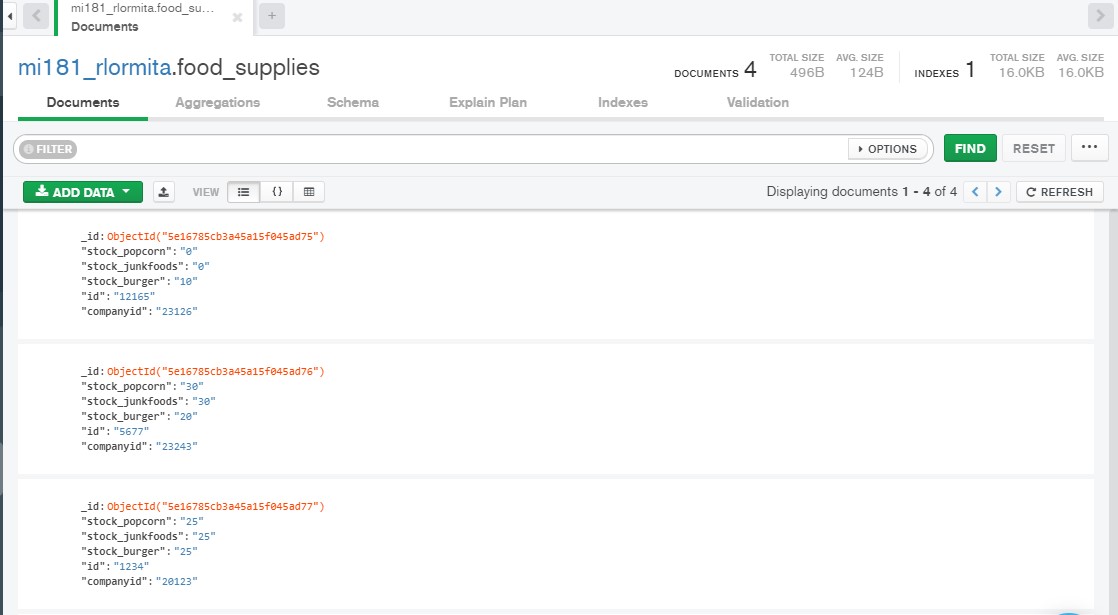 mi181_rlormita.food_su...
Documents
mi181_rlormita.food_supplies
DOCUMENTS 4 TOTAL SIZE 496B AVG. SIZE 124B INDEXES 1 TOTAL SIZE 16.0KB AVG. SIZE 16.0KB
Documents Aggregations Schema Explain Plan Indexes Validation
FILTER OPTIONS FIND RESET ...
ADD DATA VIEW {} Displaying documents 1 - 4 of 4 < > REFRESH
_id: ObjectId("5e16785cb3a45a15f045ad75")
"stock_popcorn": "0"
"stock_junkfoods": "0"
"stock_burger": "10"
"id": "12165"
"companyid": "23126"
_id: ObjectId("5e16785cb3a45a15f045ad76")
"stock_popcorn": "30"
"stock_junkfoods": "30"
"stock_burger": "20"
"id": "5677"
"companyid": "23243"
_id: ObjectId("5e16785cb3a45a15f045ad77")
"stock_popcorn": "25"
"stock_junkfoods": "25"
"stock_burger": "25"
"id": "1234"
"companyid": "20123"